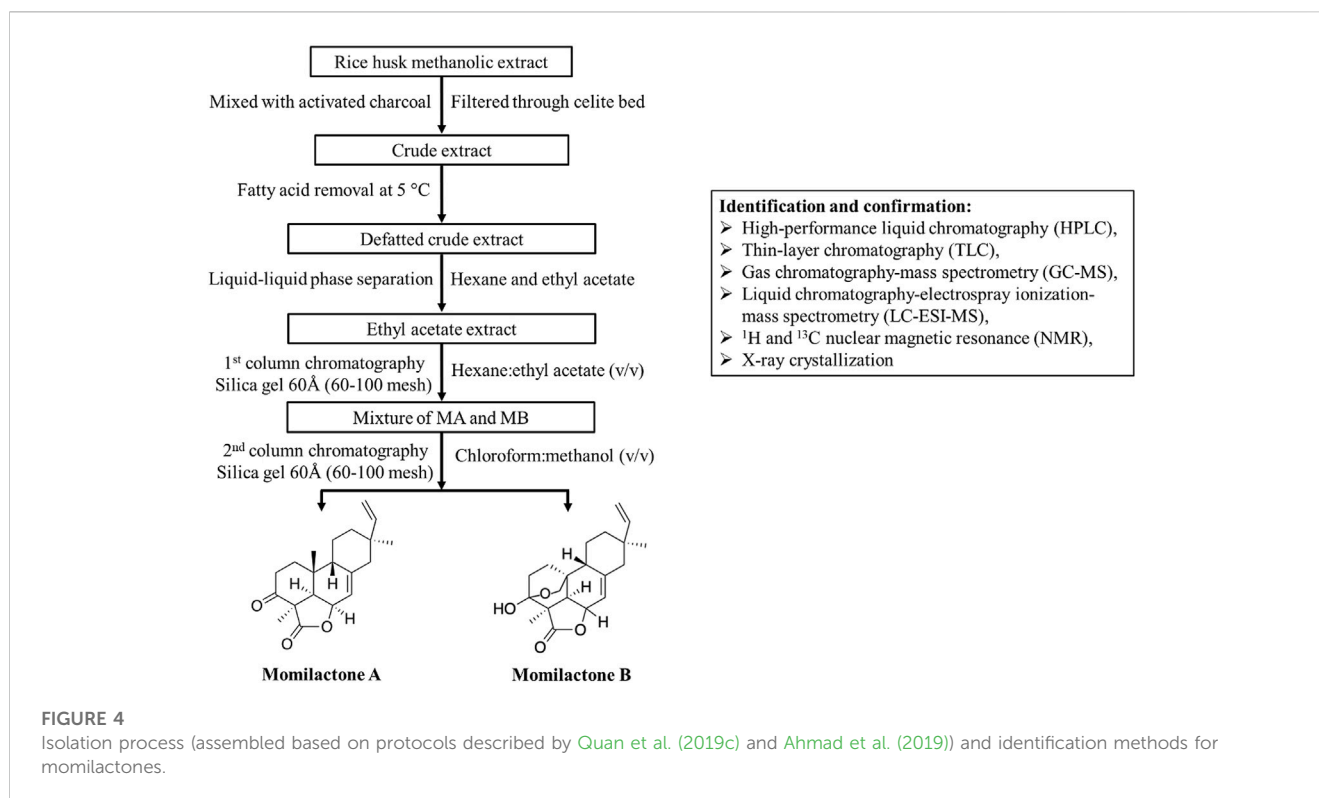 Rice husk methanolic extract
Mixed with activated charcoal
Filtered through celite bed
Crude extract
Fatty acid removal at 5 °C
Defatted crude extract
Liquid-liquid phase separation
Hexane and ethyl acetate
Ethyl acetate extract
1st column chromatography
Silica gel 60Å (60-100 mesh)
Hexane:ethyl acetate (v/v)
Mixture of MA and MB
2nd column chromatography
Silica gel 60Å (60-100 mesh)
Chloroform:methanol (v/v)
H
H
O
H
O
O
Momilactone A
H
O
H
HO
O
H
O
Momilactone B
Identification and confirmation:
➢ High-performance liquid chromatography (HPLC),
➢ Thin-layer chromatography (TLC),
➢ Gas chromatography-mass spectrometry (GC-MS),
➢ Liquid chromatography-electrospray ionization-
mass spectrometry (LC-ESI-MS),
➢ ¹H and ¹³C nuclear magnetic resonance (NMR),
➢ X-ray crystallization
FIGURE 4
Isolation process (assembled based on protocols described by Quan et al. (2019c) and Ahmad et al. (2019)) and identification methods for
momilactones.